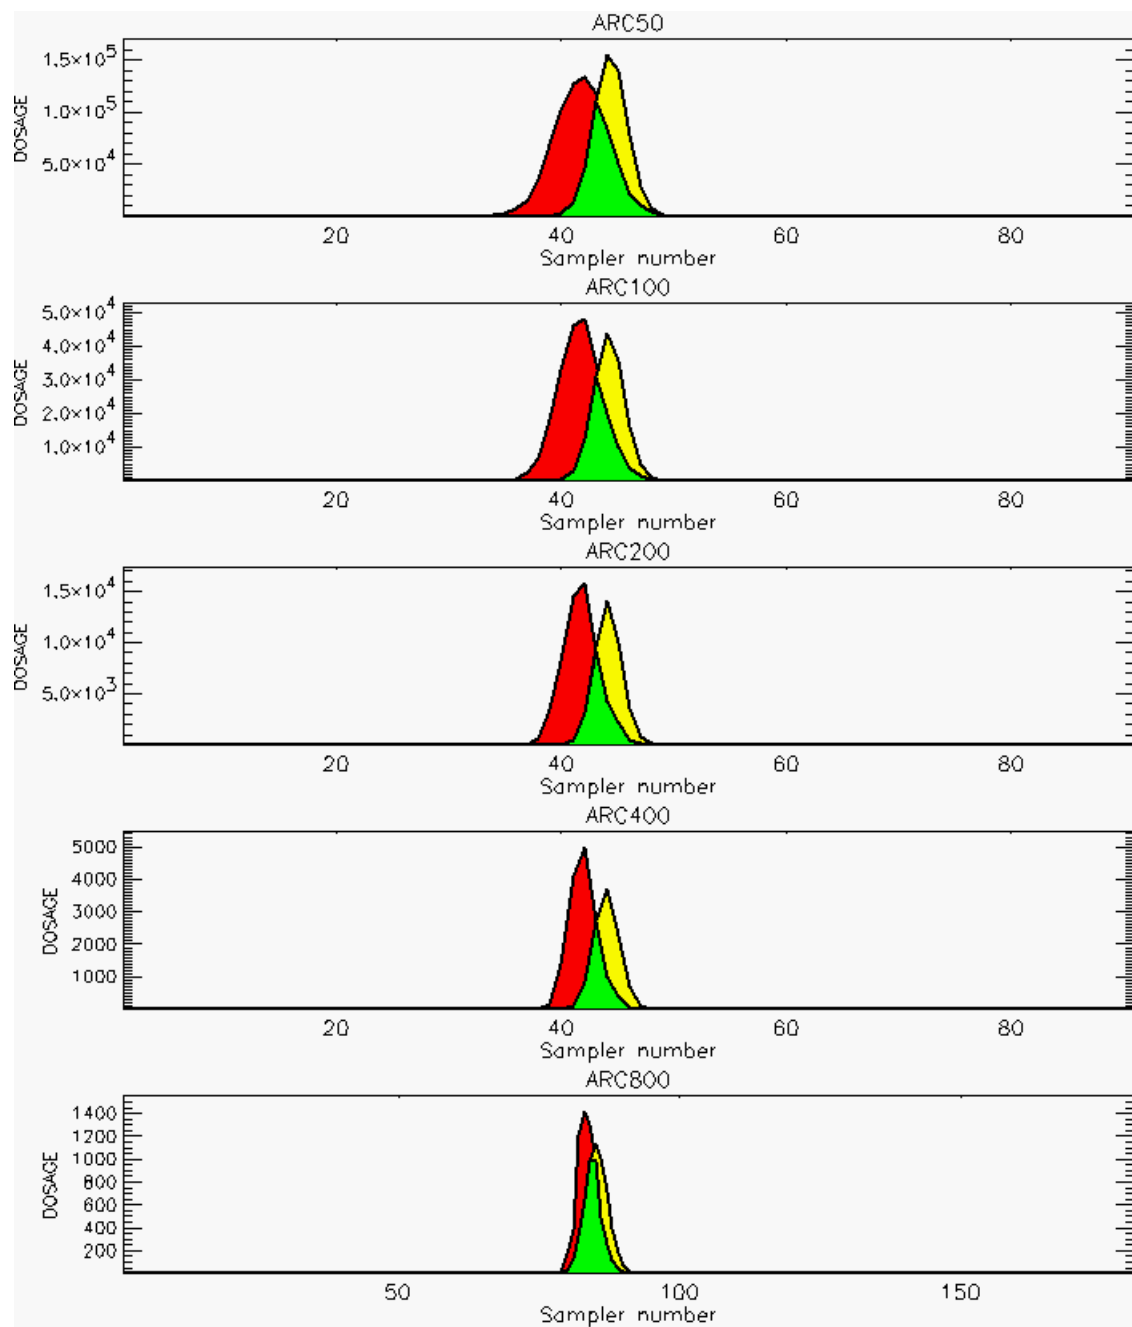 ARC50
DOSAGE
1.5×10^5
1.0×10^5
5.0×10^4
20 40 60 80
Sampler number
ARC100
DOSAGE
5.0×10^4
4.0×10^4
3.0×10^4
2.0×10^4
1.0×10^4
20 40 60 80
Sampler number
ARC200
DOSAGE
1.5×10^4
1.0×10^4
5.0×10^3
20 40 60 80
Sampler number
ARC400
DOSAGE
5000
4000
3000
2000
1000
20 40 60 80
Sampler number
ARC800
DOSAGE
1400
1200
1000
800
600
400
200
50 100 150
Sampler number